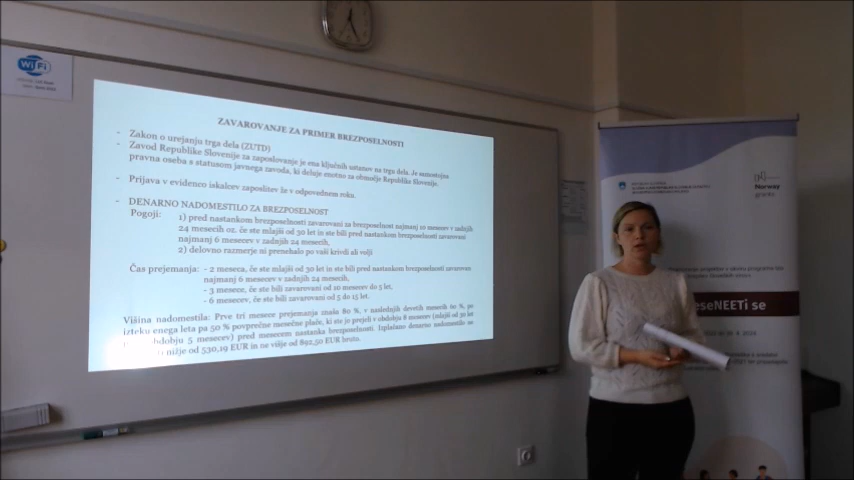 WiFi
ZAVAROVANJE ZA PRIMER BREZPOSELNOSTI
- Zakon o urejanju trga dela (ZUTD)
- Zavod Republike Slovenije za zaposlovanje je ena ključnih ustanov na trgu dela. Je samostojna
pravna oseba s statusom javnega zavoda, ki deluje enotno za območje Republike Slovenije.
- Prijava v evidenco iskalcev zaposlitve že v odpovednem roku.
- DENARNO NADOMESTILO ZA BREZPOSELNOST
Pogoji: 1) pred nastankom brezposelnosti zavarovani za brezposelnost najmanj 10 mesecev v zadnjih
24 mesecih oz. če ste mlajši od 30 let in ste bili pred nastankom brezposelnosti zavarovani
najmanj 6 mesecev v zadnjih 24 mesecih,
2) delovno razmerje ni prenehalo po vaši krivdi ali volji
Čas prejemanja: - 2 meseca, če ste mlajši od 30 let in ste bili pred nastankom brezposelnosti zavarovani
najmanj 6 mesecev v zadnjih 24 mesecih,
- 3 mesece, če ste bili zavarovani od 10 mesecev do 5 let,
- 6 mesecev, če ste bili zavarovani od 5 do 15 let.
Višina nadomestila: Prve tri mesece prejemanja znaša 80 %, v naslednjih devetih mesecih 60 %, po
izteku enega leta pa 50 % povprečne mesečne plače, ki ste jo prejeli v obdobju 8 mesecev (mlajši od 30 let
obdobju 5 mesecev) pred mesecem nastanka brezposelnosti. Izplačano denarno nadomestilo ne
nižje od 530,19 EUR in ne višje od 892,50 EUR bruto.
Norway
grants
eseNEETi se